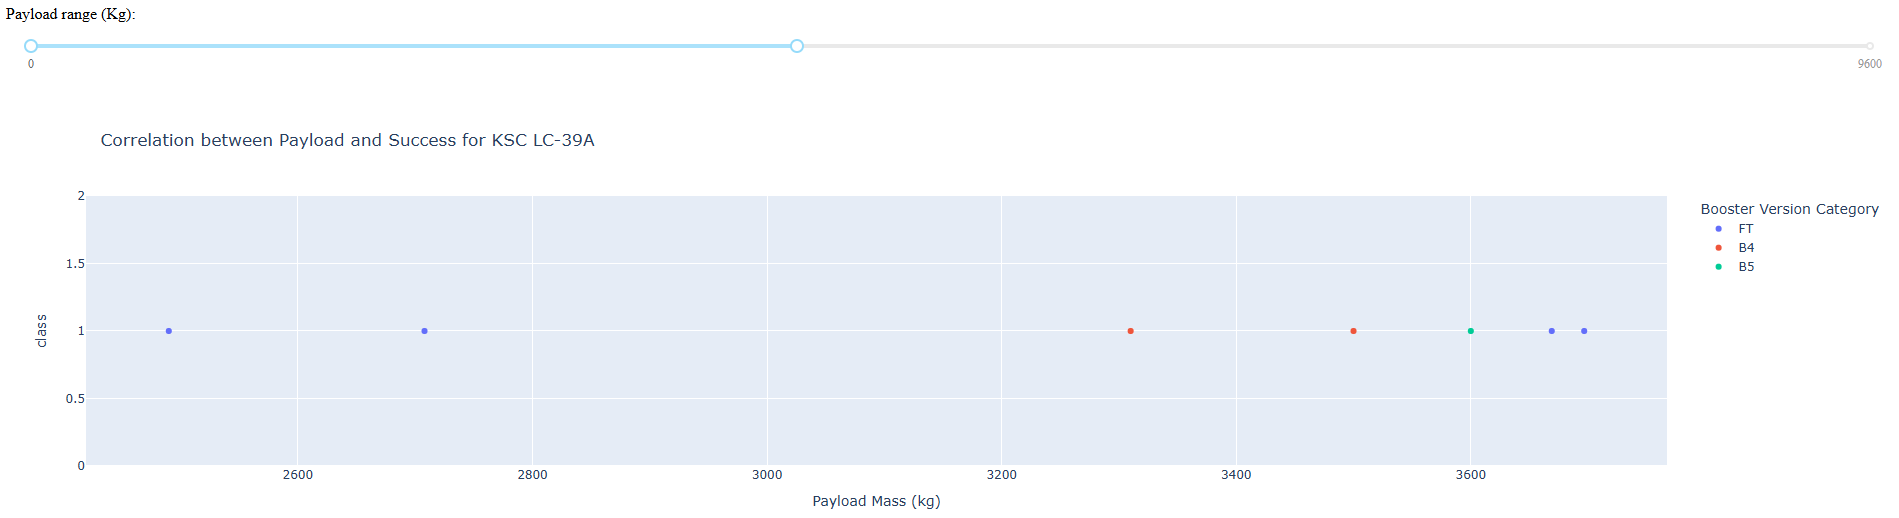 Payload range (Kg):
0
9600
Correlation between Payload and Success for KSC LC-39A
2
1.5
1
0.5
0
class
2600
2800
3000
3200
3400
3600
Payload Mass (kg)
Booster Version Category
FT
B4
B5